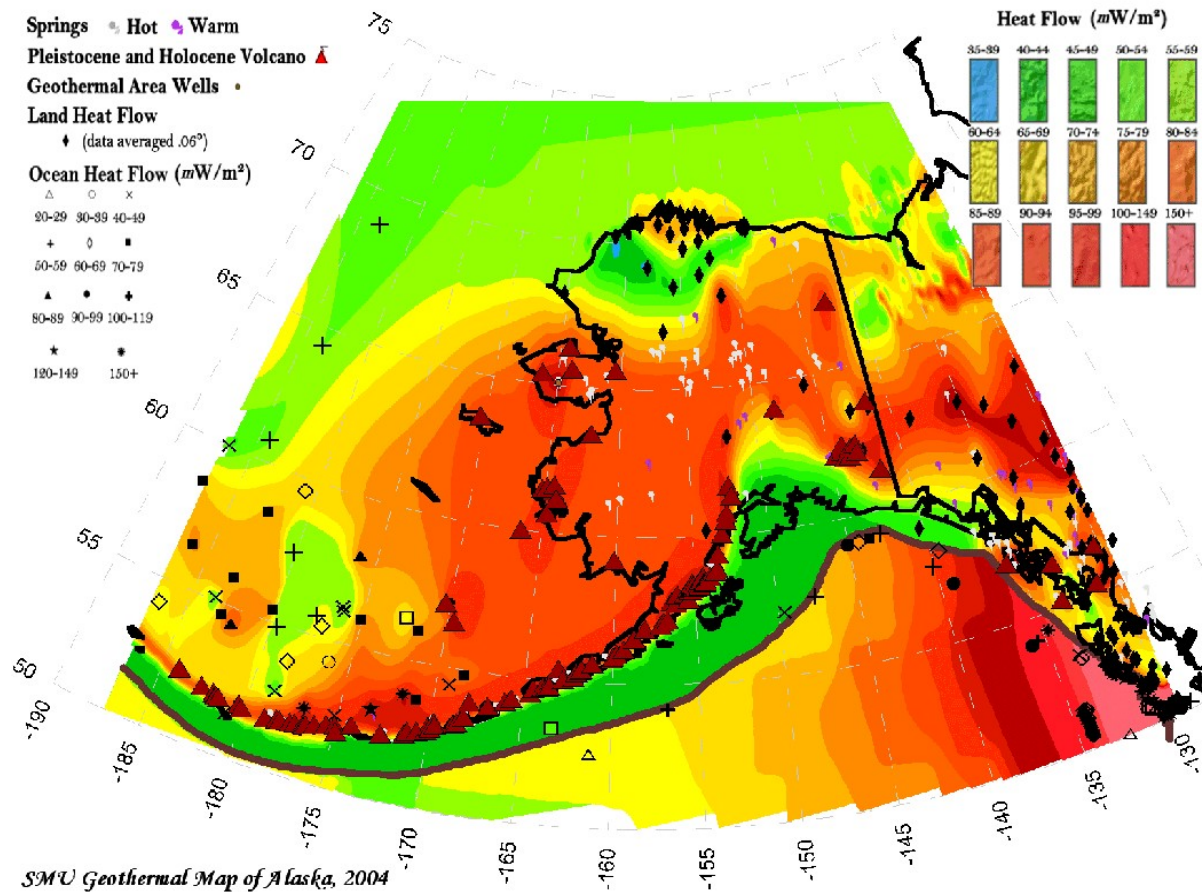 Springs Hot Warm
Pleistocene and Holocene Volcano
Geothermal Area Wells
Land Heat Flow
(data averaged .06°)
Ocean Heat Flow (mW/m²)
20-29 30-39 40-49
50-59 60-69 70-79
80-89 90-99 100-119
120-149 150+
Heat Flow (mW/m²)
35-39 40-44 45-49 50-54 55-59
60-64 65-69 70-74 75-79 80-84
85-89 90-94 95-99 100-149 150+
75
70
65
60
55
50
-190
-185
-180
-175
-170
-165
-160
-155
-150
-145
-140
-135
-130
SMU Geothermal Map of Alaska, 2004